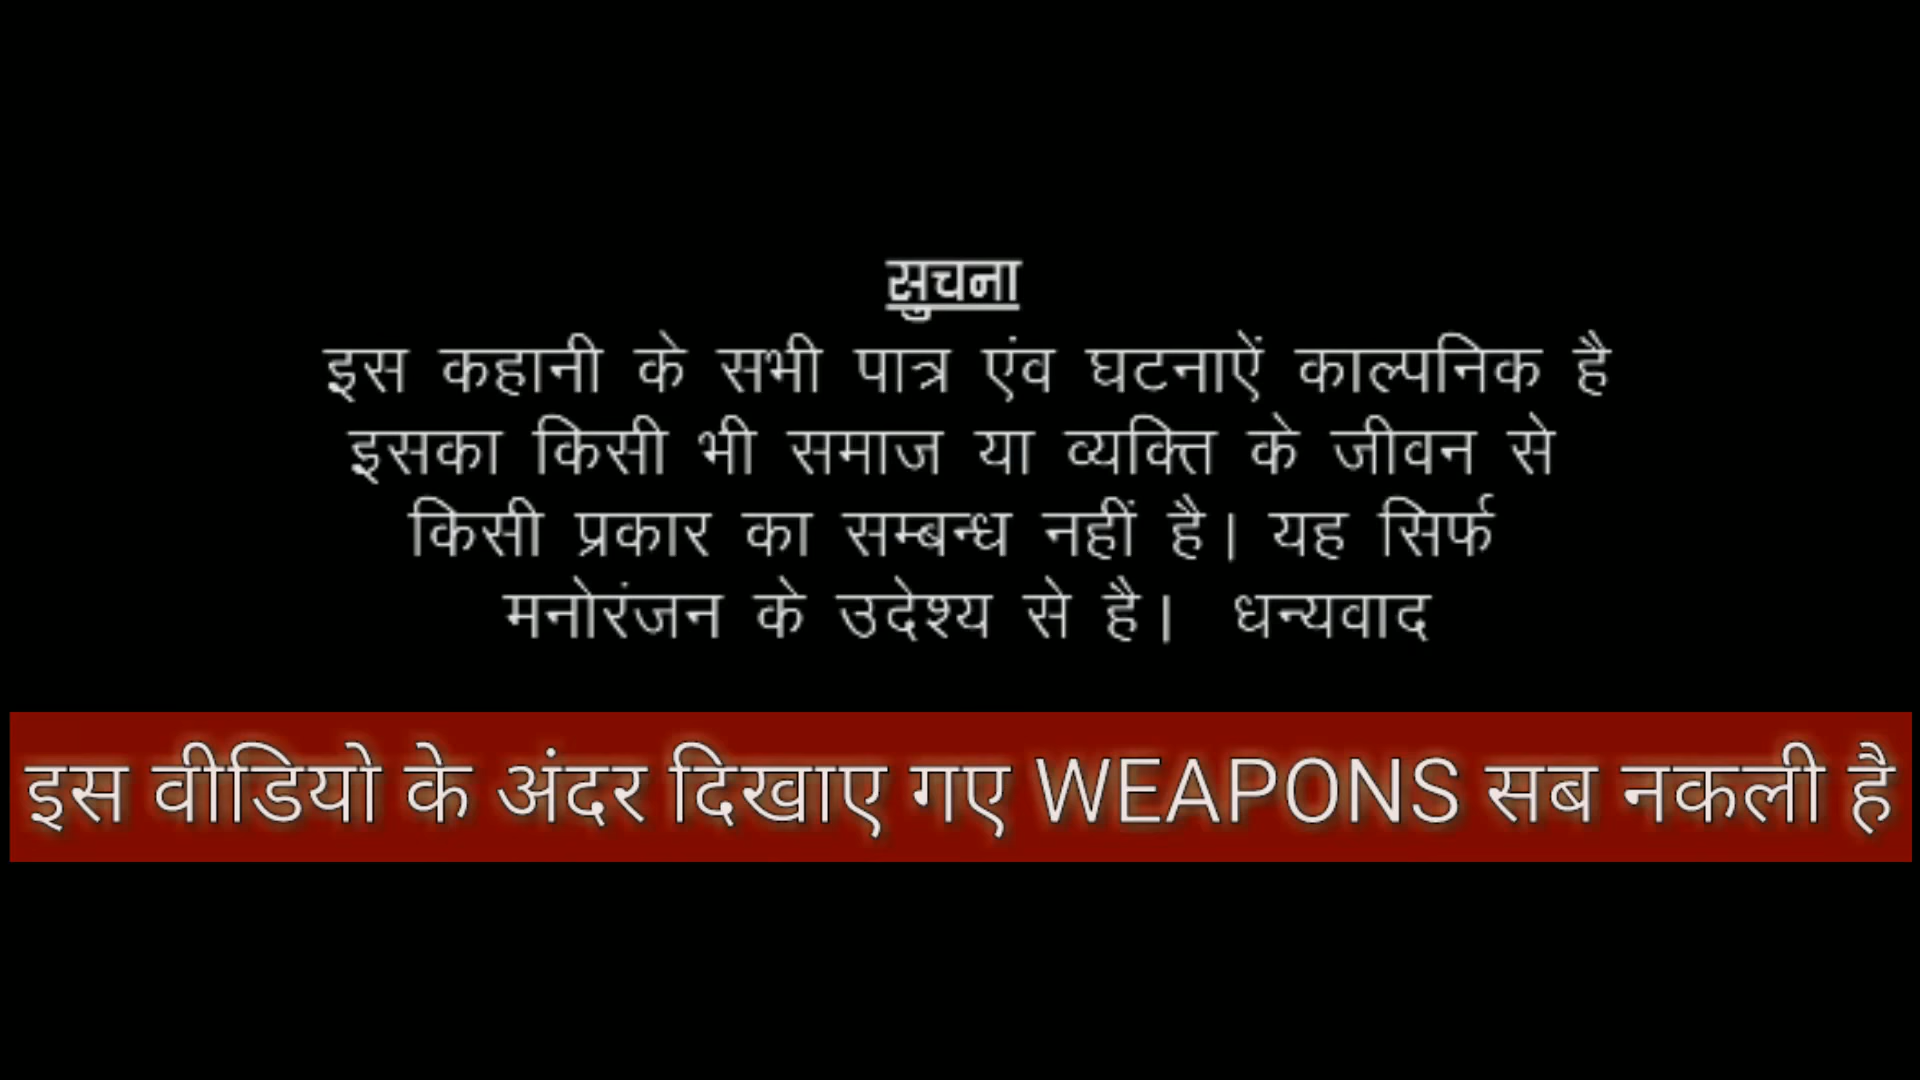 सुचना
इस कहानी के सभी पात्र एंव घटनाऐं काल्पनिक है
इसका किसी भी समाज या व्यक्ति के जीवन से
किसी प्रकार का सम्बन्ध नहीं है। यह सिर्फ
मनोरंजन के उदेश्य से है। धन्यवाद
इस वीडियो के अंदर दिखाए गए WEAPONS सब नकली है